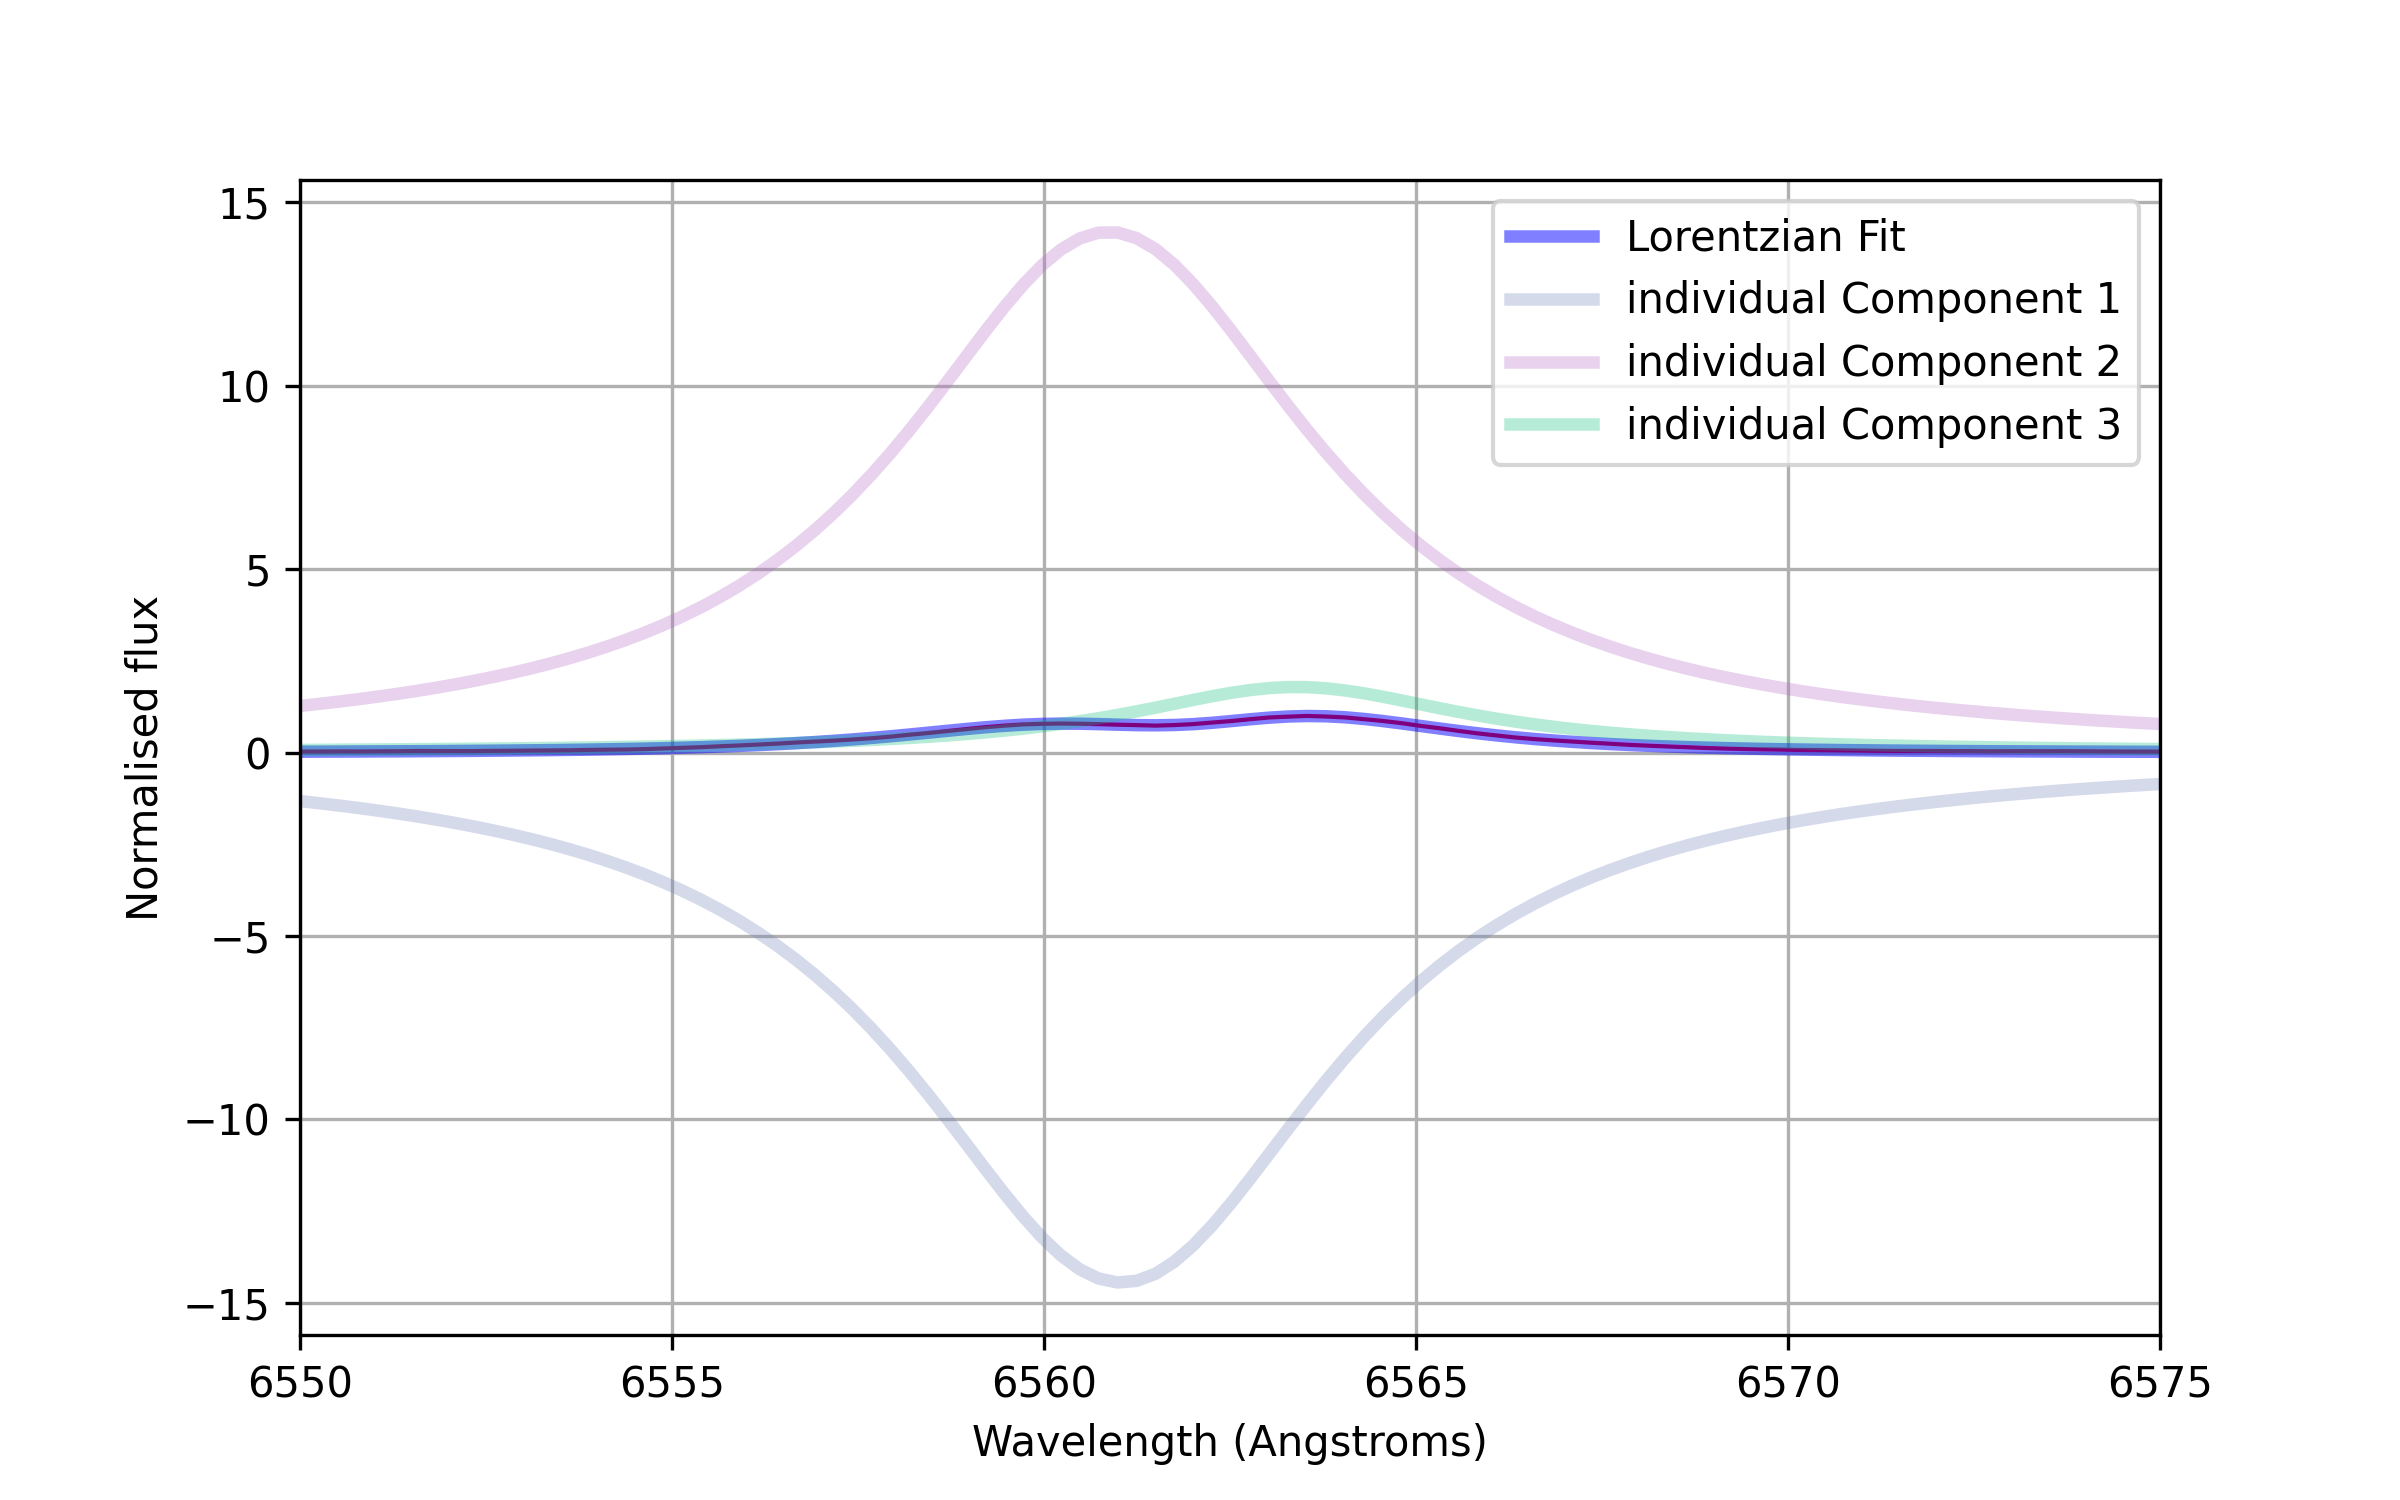 15
10
5
0
−5
−10
−15
Normalised flux
Lorentzian Fit
individual Component 1
individual Component 2
individual Component 3
6550 6555 6560 6565 6570 6575
Wavelength (Angstroms)